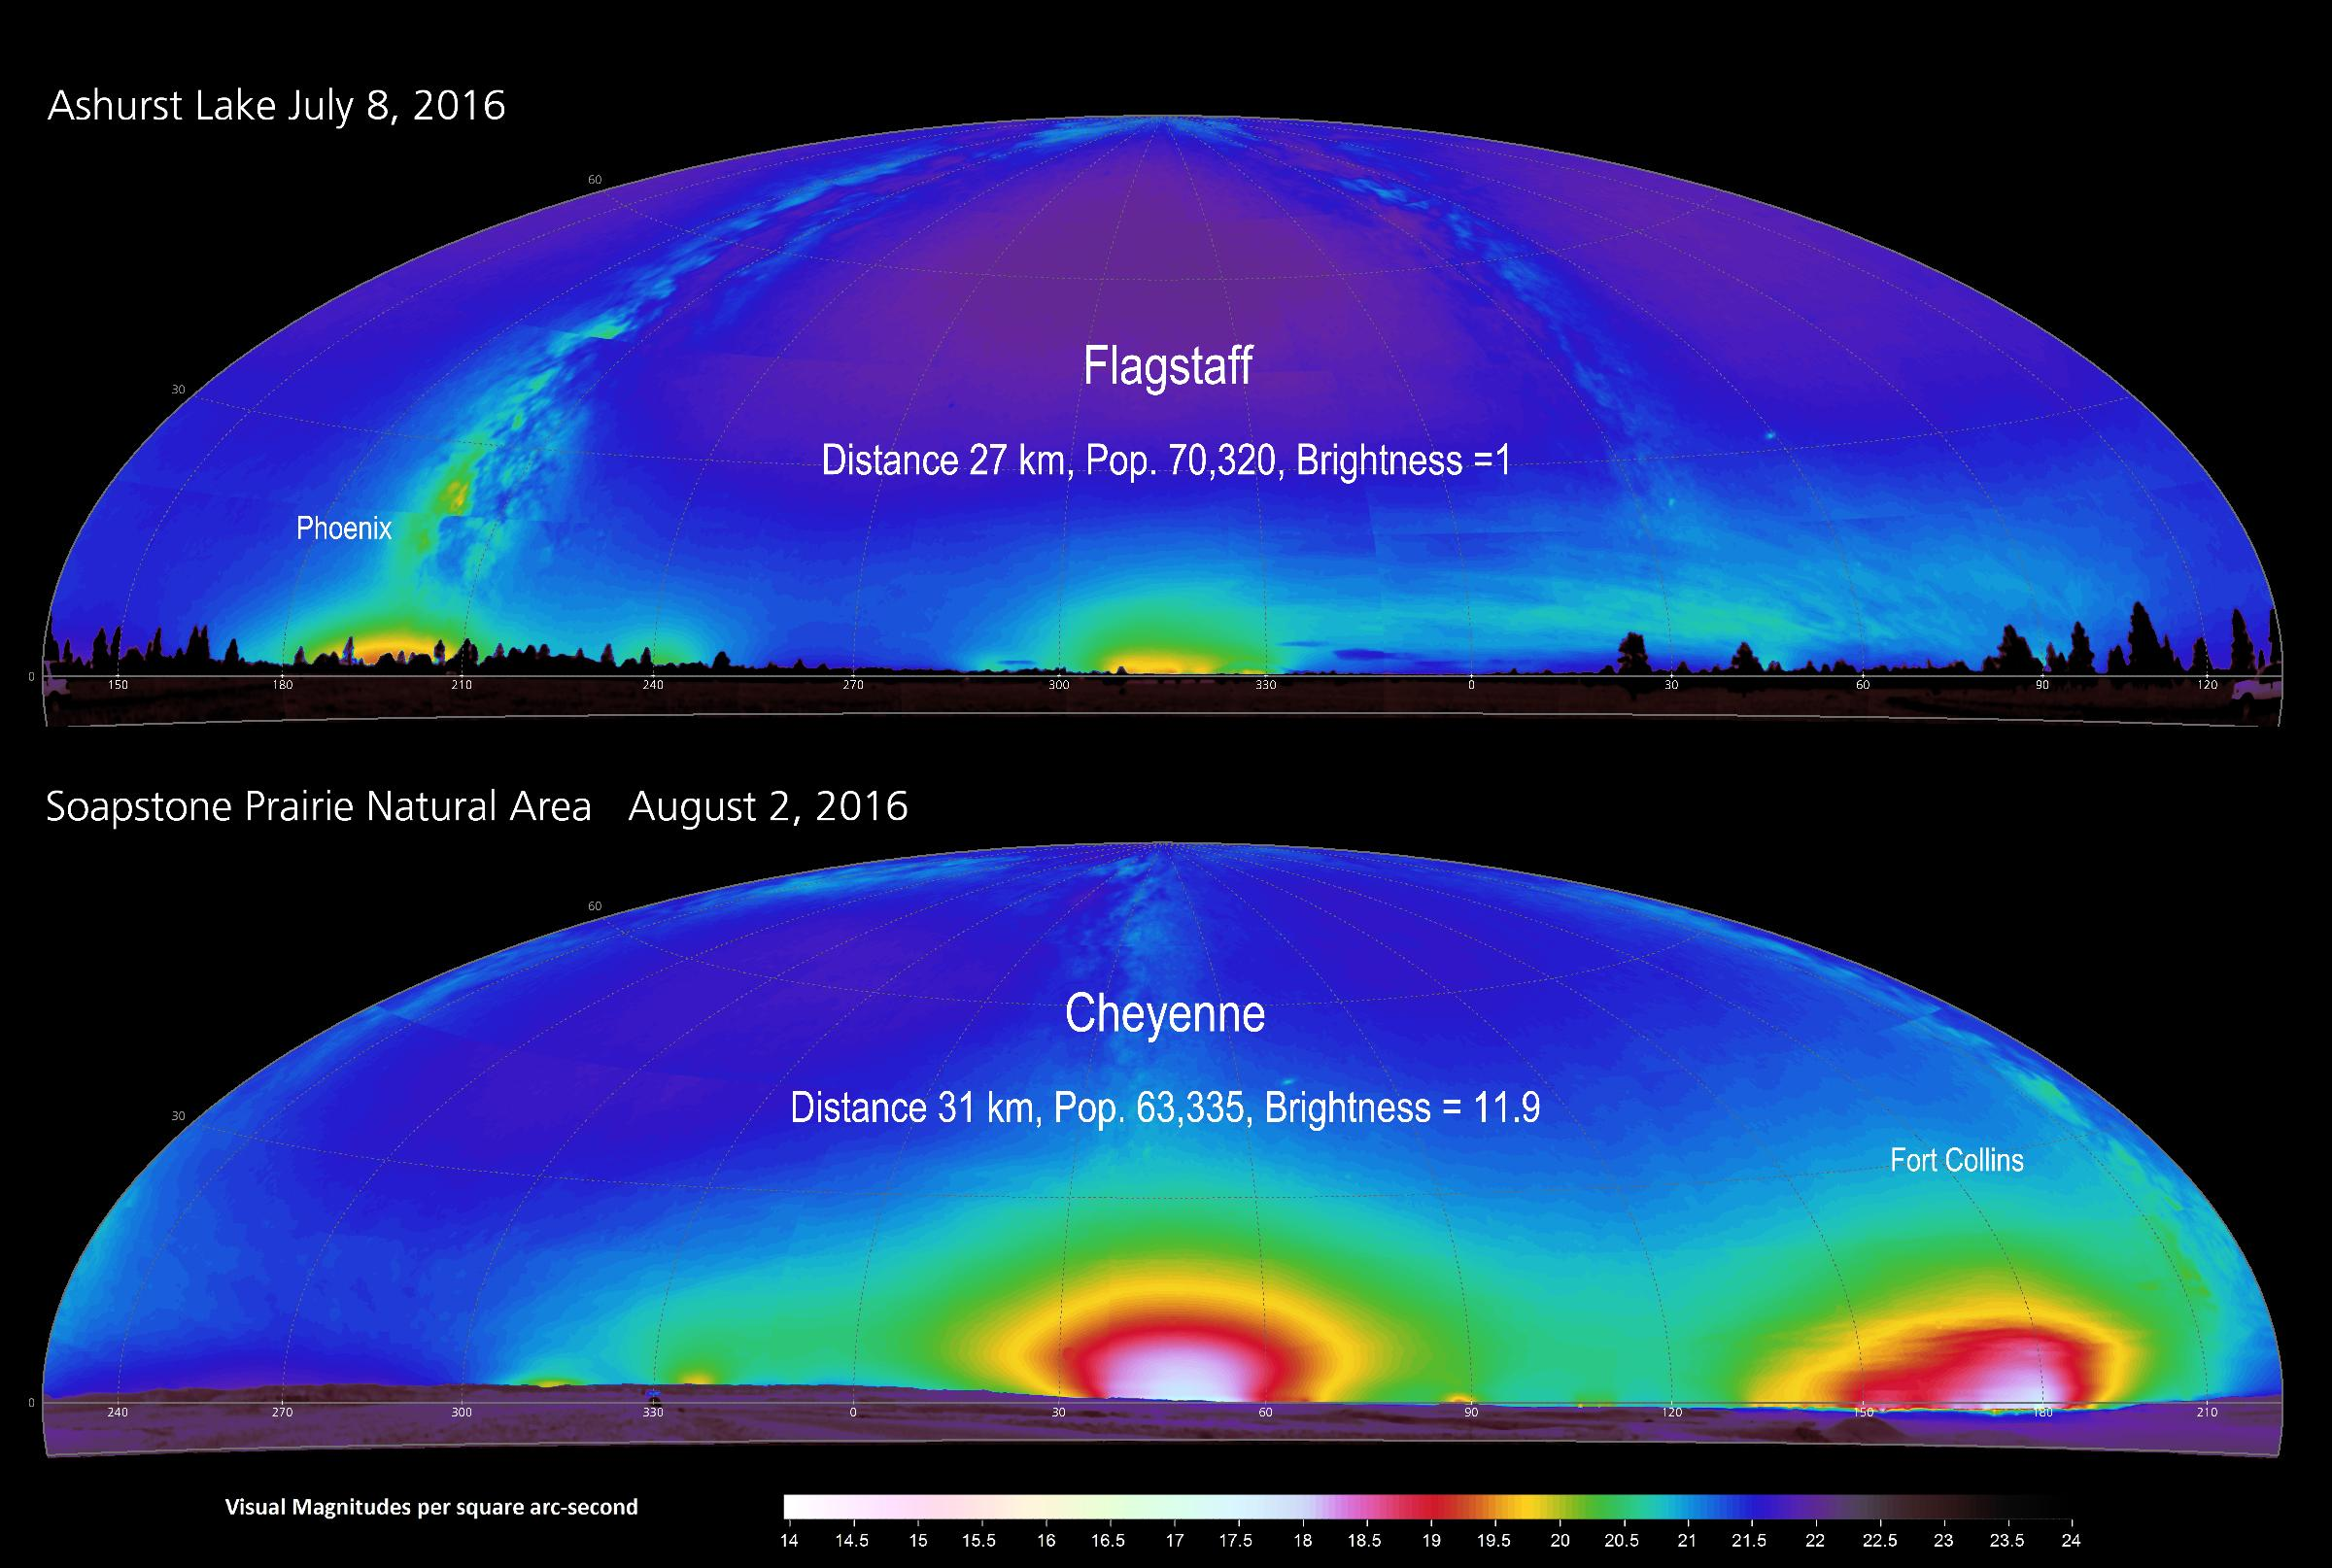 Ashurst Lake July 8, 2016
60
Flagstaff
30
Distance 27 km, Pop. 70,320, Brightness =1
Phoenix
0
150 180 210 240 270 300 330 0 30 60 90 120
Soapstone Prairie Natural Area August 2, 2016
60
Cheyenne
30
Distance 31 km, Pop. 63,335, Brightness = 11.9
Fort Collins
0
240 270 300 330 0 30 60 90 120 150 180 210
Visual Magnitudes per square arc-second
14 14.5 15 15.5 16 16.5 17 17.5 18 18.5 19 19.5 20 20.5 21 21.5 22 22.5 23 23.5 24